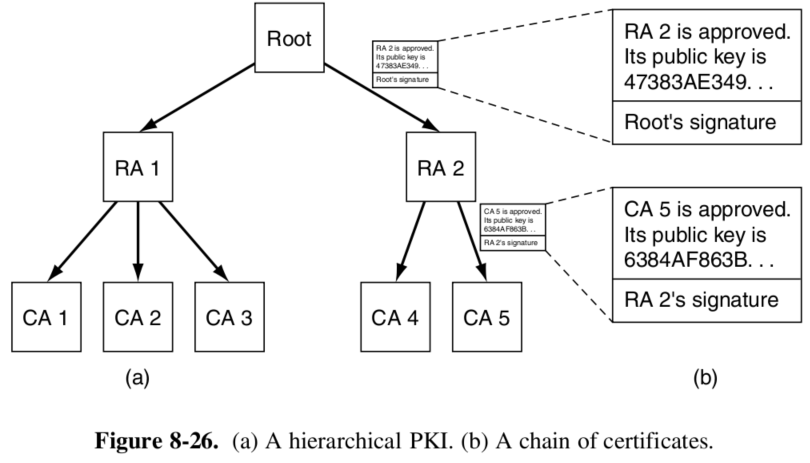 Root
RA 2 is approved.
Its public key is
47383AE349. . .
Root's signature
RA 2 is approved.
Its public key is
47383AE349. . .
Root's signature
RA 1
RA 2
CA 5 is approved.
Its public key is
6384AF863B. . .
RA 2's signature
CA 5 is approved.
Its public key is
6384AF863B. . .
RA 2's signature
CA 1
CA 2
CA 3
CA 4
CA 5
(a)
(b)
Figure 8-26. (a) A hierarchical PKI. (b) A chain of certificates.